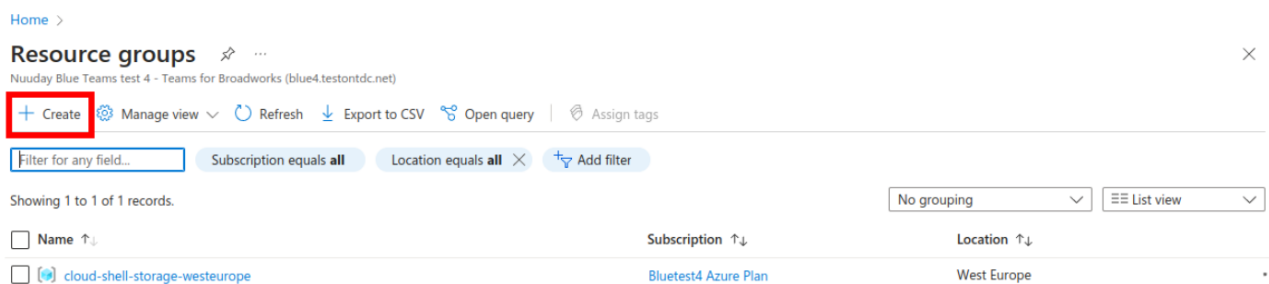 Home >
Resource groups
Nuuday Blue Teams test 4 - Teams for Broadworks (blue4.testontdc.net)
+ Create Manage view Refresh Export to CSV Open query Assign tags
Filter for any field... Subscription equals all Location equals all Add filter
Showing 1 to 1 of 1 records. No grouping List view
Name Subscription Location
cloud-shell-storage-westeurope Bluetest4 Azure Plan West Europe